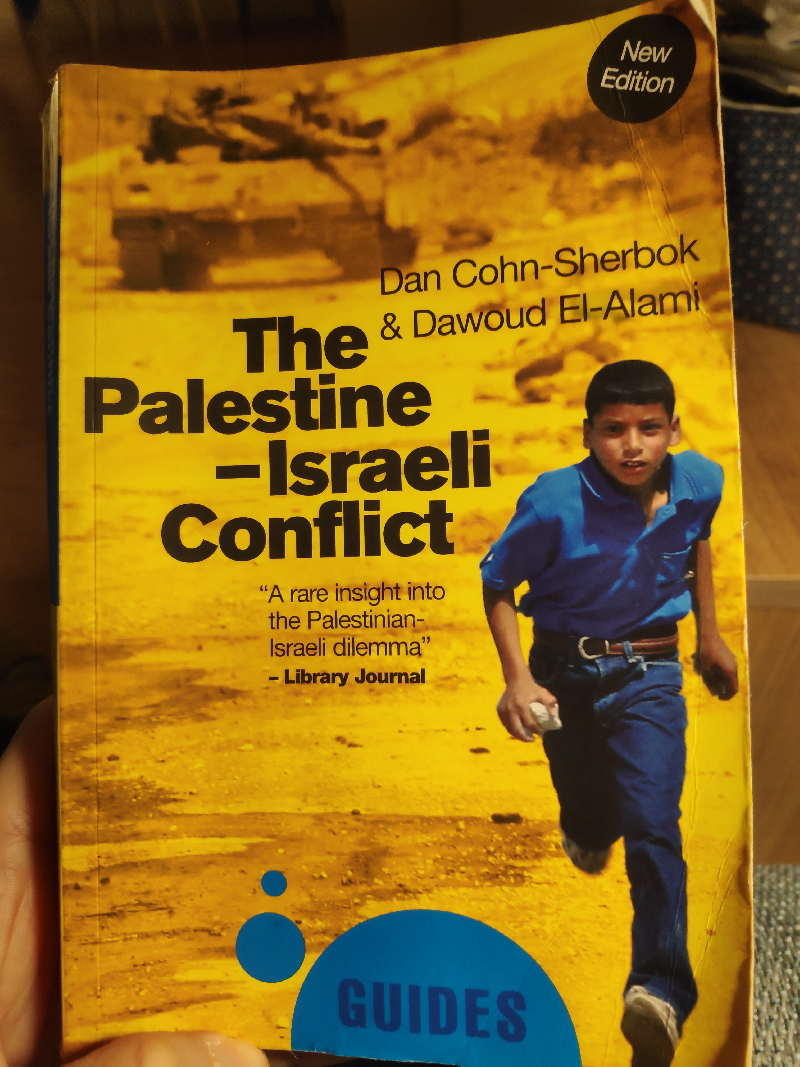 New
Edition
Dan Cohn-Sherbok
& Dawoud El-Alami
The
Palestine
–Israeli
Conflict
“A rare insight into
the Palestinian-
Israeli dilemma”
– Library Journal
GUIDES